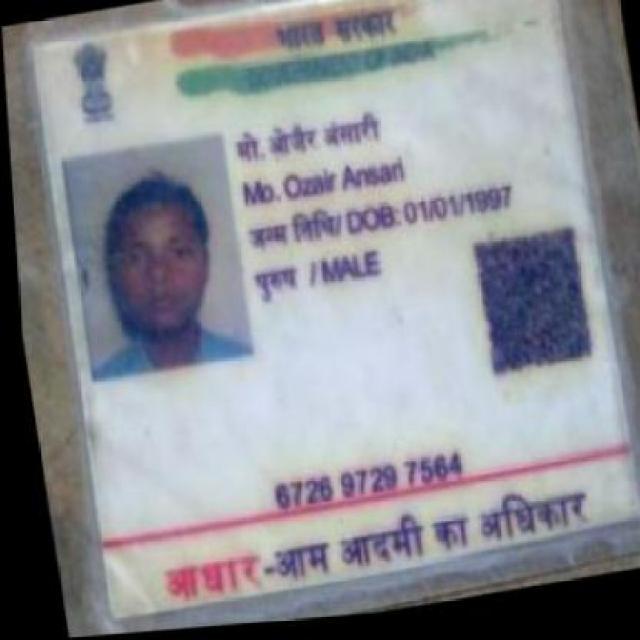 भारत सरकार
GOVERNMENT OF INDIA
मो. ओजैर अंसारी
Mo. Ozair Ansari
जन्म तिथि/ DOB: 01/01/1997
पुरुष / MALE
6726 9729 7564
आधार-आम आदमी का अधिकार